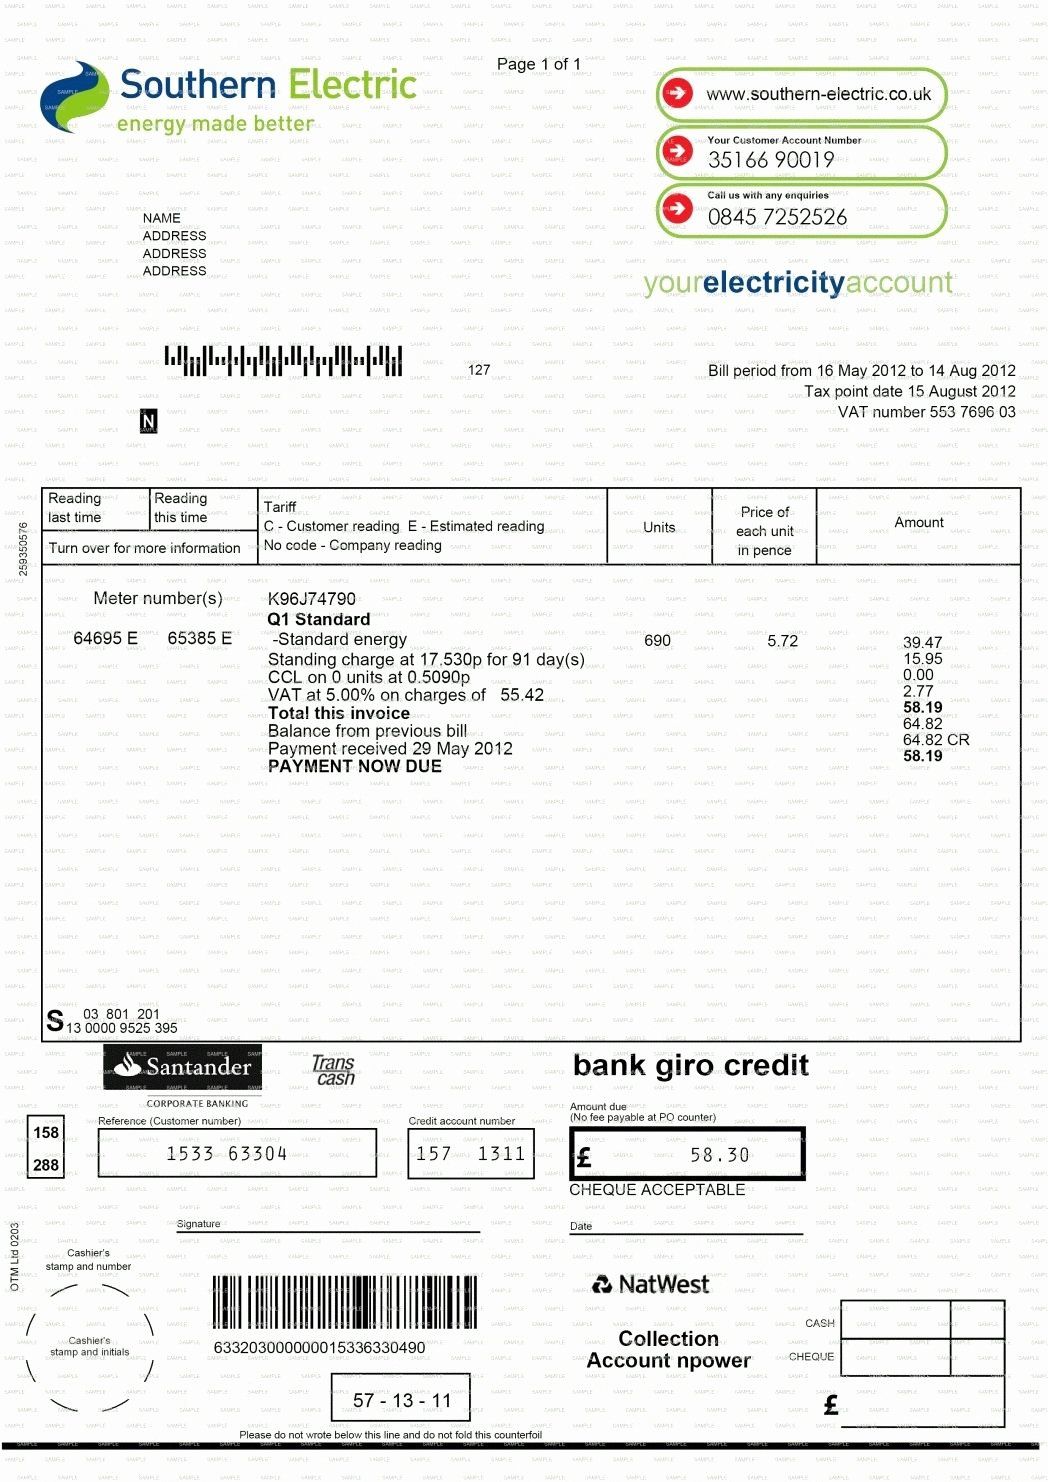 Southern Electric
energy made better
Page 1 of 1
www.southern-electric.co.uk
Your Customer Account Number
35166 90019
Call us with any enquiries
0845 7252526
NAME
ADDRESS
ADDRESS
ADDRESS
yourelectricityaccount
127
Bill period from 16 May 2012 to 14 Aug 2012
Tax point date 15 August 2012
VAT number 553 7696 03
N
259350576
Reading last time
Reading this time
Turn over for more information
Tariff
C - Customer reading E - Estimated reading
No code - Company reading
Units
Price of each unit in pence
Amount
Meter number(s) K96J74790
Q1 Standard
64695 E 65385 E -Standard energy 690 5.72 39.47
Standing charge at 17.530p for 91 day(s) 15.95
CCL on 0 units at 0.5090p 0.00
VAT at 5.00% on charges of 55.42 2.77
Total this invoice 58.19
Balance from previous bill 64.82
Payment received 29 May 2012 64.82 CR
PAYMENT NOW DUE 58.19
S 03 801 201
13 0000 9525 395
Santander
CORPORATE BANKING
Trans cash
bank giro credit
158
288
Reference (Customer number)
1533 63304
Credit account number
157 1311
Amount due
(No fee payable at PO counter)
£ 58.30
CHEQUE ACCEPTABLE
Signature
Date
OTM Ltd 0203
Cashier's
stamp and number
Cashier's
stamp and initials
633203000000015336330490
57 - 13 - 11
NatWest
Collection
Account npower
CASH
CHEQUE
£
Please do not wrote below this line and do not fold this counterfoil
SAMPLE